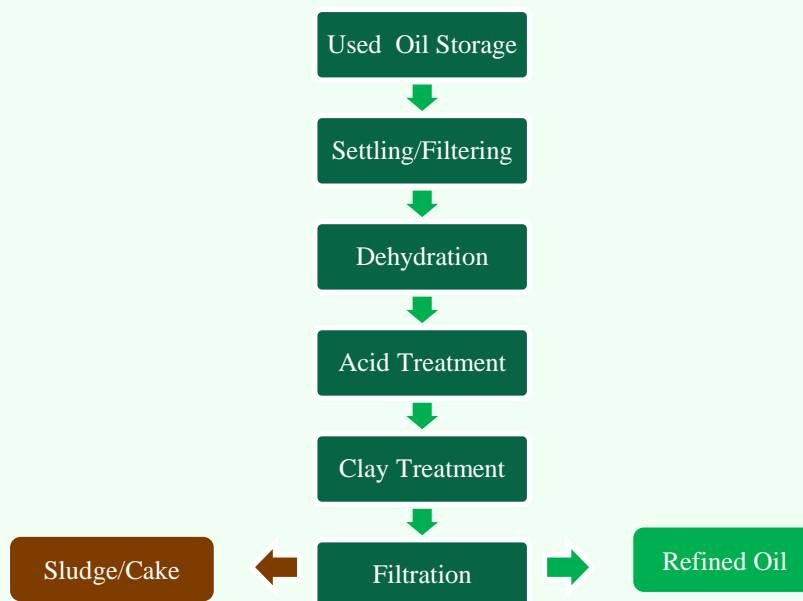 Used Oil Storage
Settling/Filtering
Dehydration
Acid Treatment
Clay Treatment
Sludge/Cake
Filtration
Refined Oil